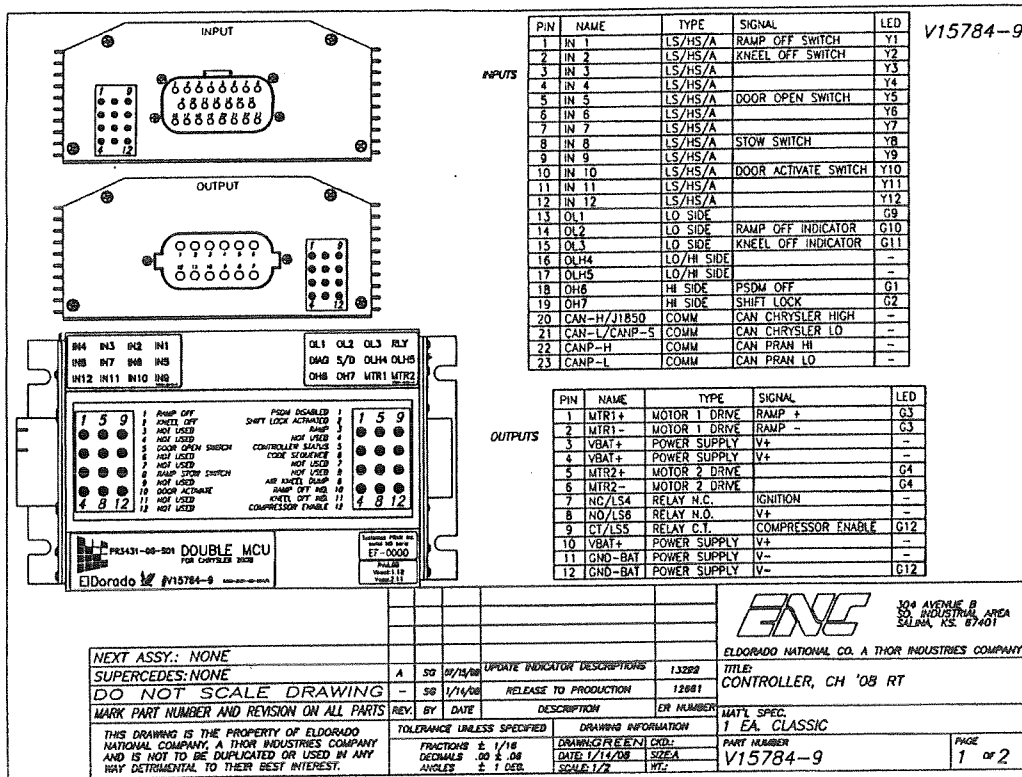 INPUT
1 9
4 12
OUTPUT
1 9
4 12
V15784-9
INPUTS
PIN NAME TYPE SIGNAL LED
1 IN 1 LS/HS/A RAMP OFF SWITCH Y1
2 IN 2 LS/HS/A KNEEL OFF SWITCH Y2
3 IN 3 LS/HS/A Y3
4 IN 4 LS/HS/A Y4
5 IN 5 LS/HS/A DOOR OPEN SWITCH Y5
6 IN 6 LS/HS/A Y6
7 IN 7 LS/HS/A Y7
8 IN 8 LS/HS/A STOW SWITCH Y8
9 IN 9 LS/HS/A Y9
10 IN 10 LS/HS/A DOOR ACTIVATE SWITCH Y10
11 IN 11 LS/HS/A Y11
12 IN 12 LS/HS/A Y12
13 OL1 LO SIDE G9
14 OL2 LO SIDE RAMP OFF INDICATOR G10
15 OL3 LO SIDE KNEEL OFF INDICATOR G11
16 OLH4 LO/HI SIDE -
17 OLH5 LO/HI SIDE -
18 OH6 HI SIDE PSDM OFF G1
19 OH7 HI SIDE SHIFT LOCK G2
20 CAN-H/J1850 COMM CAN CHRYSLER HIGH -
21 CAN-L/CANP-S COMM CAN CHRYSLER LO -
22 CANP-H COMM CAN PRAN HI -
23 CANP-L COMM CAN PRAN LO -
IN4 IN3 IN2 IN1
IN8 IN7 IN6 IN5
IN12 IN11 IN10 IN9
OL1 OL2 OL3 RLY
DIAG S/D OLH4 OLH5
OH6 OH7 MTR1 MTR2
1 5 9
4 8 12
1 RAMP OFF
2 KNEEL OFF
3 NOT USED
4 NOT USED
5 DOOR OPEN SWITCH
6 NOT USED
7 NOT USED
8 RAMP STOW SWITCH
9 NOT USED
10 DOOR ACTIVATE
11 NOT USED
12 NOT USED
PSDM DISABLED 1
SHIFT LOCK ACTIVATED 2
RAMP 3
NOT USED 4
CONTROLLER STATUS 5
CODE SEQUENCE 6
NOT USED 7
NOT USED 8
AIR KNEEL DUMP 9
RAMP OFF IND. 10
KNEEL OFF IND. 11
COMPRESSOR ENABLE 12
1 5 9
4 8 12
DOUBLE MCU
FOR CHRYSLER 2008
EF-0000
ElDorado #V15784-9
OUTPUTS
PIN NAME TYPE SIGNAL LED
1 MTR1+ MOTOR 1 DRIVE RAMP + G3
2 MTR1- MOTOR 1 DRIVE RAMP - G3
3 VBAT+ POWER SUPPLY V+ -
4 VBAT+ POWER SUPPLY V+ -
5 MTR2+ MOTOR 2 DRIVE G4
6 MTR2- MOTOR 2 DRIVE G4
7 NC/LS4 RELAY N.C. IGNITION -
8 NO/LS6 RELAY N.O. V+ -
9 CT/LS5 RELAY C.T. COMPRESSOR ENABLE G12
10 VBAT+ POWER SUPPLY V+ -
11 GND-BAT POWER SUPPLY V- -
12 GND-BAT POWER SUPPLY V- G12
NEXT ASSY.: NONE
SUPERCEDES: NONE
DO NOT SCALE DRAWING
MARK PART NUMBER AND REVISION ON ALL PARTS
THIS DRAWING IS THE PROPERTY OF ELDORADO
NATIONAL COMPANY, A THOR INDUSTRIES COMPANY
AND IS NOT TO BE DUPLICATED OR USED IN ANY
WAY DETRIMENTAL TO THEIR BEST INTEREST.
A SG UPDATE INDICATOR DESCRIPTIONS
- SG 1/14/08 RELEASE TO PRODUCTION 12681
REV. BY DATE DESCRIPTION ER NUMBER
TOLERANCE UNLESS SPECIFIED
FRACTIONS ± 1/16
DECIMALS .00 ± .06
ANGLES ± 1 DEG.
DRAWING INFORMATION
DRAWN:GREEN CKD.:
DATE: 1/14/08 SIZE:A
SCALE: 1/2 WT.:
ENC
304 AVENUE B
SO. INDUSTRIAL AREA
SALINA, KS. 67401
ELDORADO NATIONAL CO. A THOR INDUSTRIES COMPANY
TITLE:
CONTROLLER, CH '08 RT
MAT'L SPEC.
1 EA. CLASSIC
PART NUMBER
V15784-9
PAGE
1 OF 2